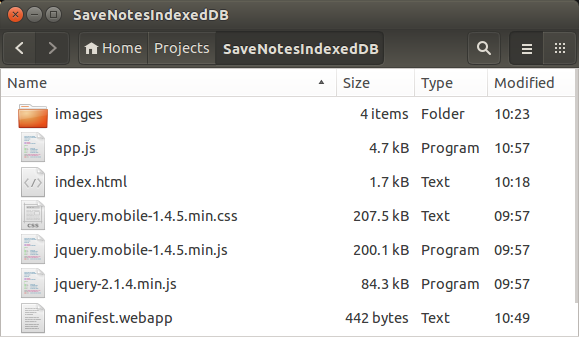 SaveNotesIndexedDB
Home Projects SaveNotesIndexedDB
Name Size Type Modified
images 4 items Folder 10:23
app.js 4.7 kB Program 10:57
index.html 1.7 kB Text 10:18
CSS jquery.mobile-1.4.5.min.css 207.5 kB Text 09:57
jquery.mobile-1.4.5.min.js 200.1 kB Program 09:57
jquery-2.1.4.min.js 84.3 kB Program 09:57
manifest.webapp 442 bytes Text 10:49